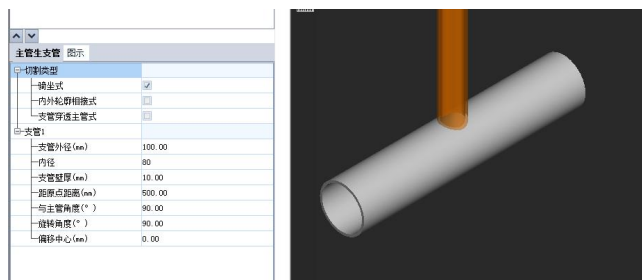 主管生支管 图示
切割类型
骑坐式
内外轮廓相接式
支管穿透主管式
支管1
支管外径(mm) 100.00
内径 80
支管壁厚(mm) 10.00
距原点距离(mm) 500.00
与主管角度(°) 90.00
旋转角度(°) 90.00
偏移中心(mm) 0.00